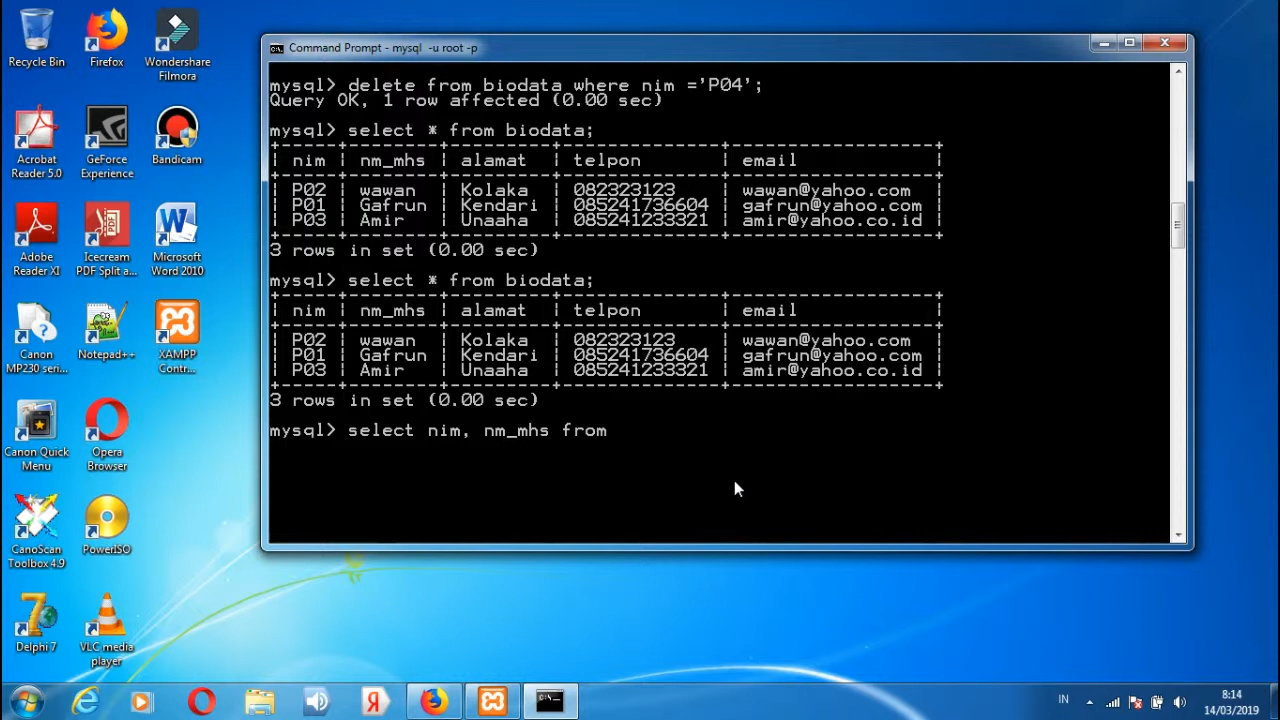 Recycle Bin
Firefox
Wondershare
Filmora
Acrobat
Reader 5.0
GeForce
Experience
Bandicam
Adobe
Reader XI
Icecream
PDF Split a...
Microsoft
Word 2010
Canon
MP230 seri...
Notepad++
XAMPP
Contr...
Canon Quick
Menu
Opera
Browser
CanoScan
Toolbox 4.9
PowerISO
Delphi 7
VLC media
player
Command Prompt - mysql  -u root -p
mysql> delete from biodata where nim ='P04';
Query OK, 1 row affected (0.00 sec)
mysql> select * from biodata;
+-----+--------+---------+--------------+------------------+
| nim | nm_mhs | alamat  | telpon       | email            |
+-----+--------+---------+--------------+------------------+
| P02 | wawan  | Kolaka  | 082323123    | wawan@yahoo.com  |
| P01 | Gafrun | Kendari | 085241736604 | gafrun@yahoo.com |
| P03 | Amir   | Unaaha  | 085241233321 | amir@yahoo.co.id |
+-----+--------+---------+--------------+------------------+
3 rows in set (0.00 sec)
mysql> select * from biodata;
+-----+--------+---------+--------------+------------------+
| nim | nm_mhs | alamat  | telpon       | email            |
+-----+--------+---------+--------------+------------------+
| P02 | wawan  | Kolaka  | 082323123    | wawan@yahoo.com  |
| P01 | Gafrun | Kendari | 085241736604 | gafrun@yahoo.com |
| P03 | Amir   | Unaaha  | 085241233321 | amir@yahoo.co.id |
+-----+--------+---------+--------------+------------------+
3 rows in set (0.00 sec)
mysql> select nim, nm_mhs from
IN
8:14
14/03/2019